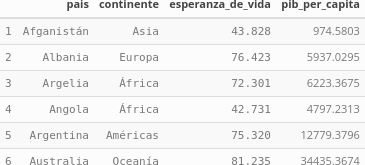 país continente esperanza_de_vida pib_per_capita
1 Afganistán Asia 43.828 974.5803
2 Albania Europa 76.423 5937.0295
3 Argelia África 72.301 6223.3675
4 Angola África 42.731 4797.2313
5 Argentina Américas 75.320 12779.3796
6 Australia Oceanía 81.235 34435.3674